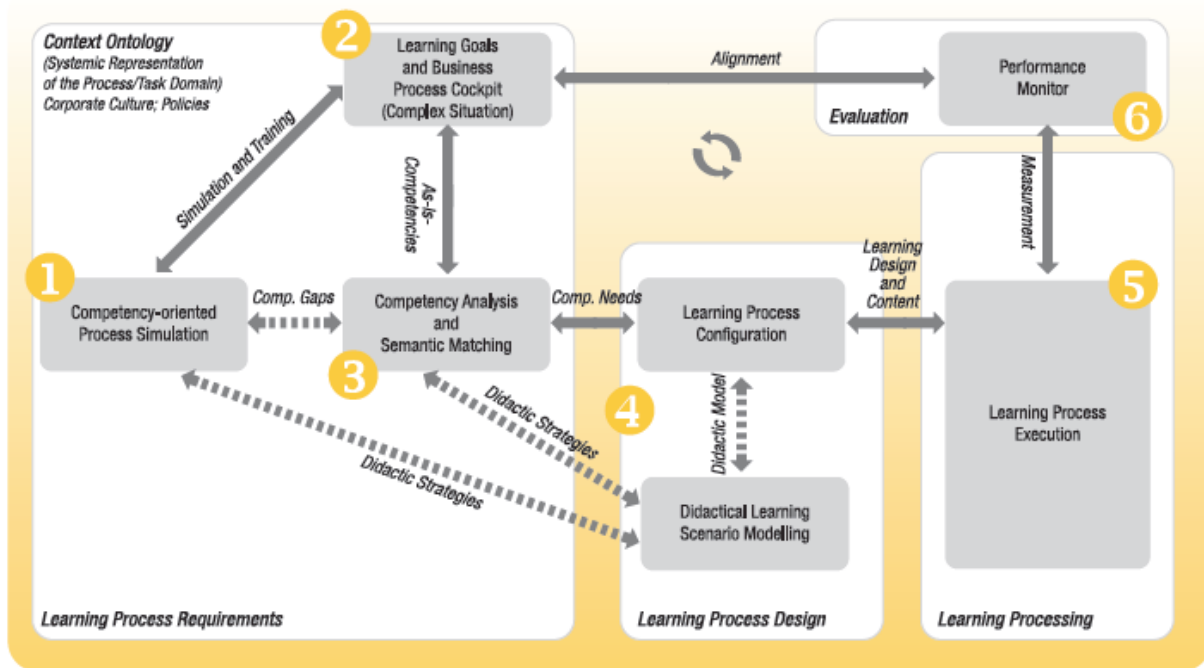 Context Ontology
(Systemic Representation
of the Process/Task Domain)
Corporate Culture; Policies
2
Learning Goals
and Business
Process Cockpit
(Complex Situation)
Alignment
Performance
Monitor
6
Evaluation
Simulation and Training
As-is-
Competencies
Measurement
1
Competency-oriented
Process Simulation
Comp. Gaps
Competency Analysis
and
Semantic Matching
3
Comp. Needs
Learning Process
Configuration
Learning
Design
and
Content
5
Learning Process
Execution
4
Didactic Model
Didactic Strategies
Didactic Strategies
Didactical Learning
Scenario Modelling
Learning Process Requirements
Learning Process Design
Learning Processing